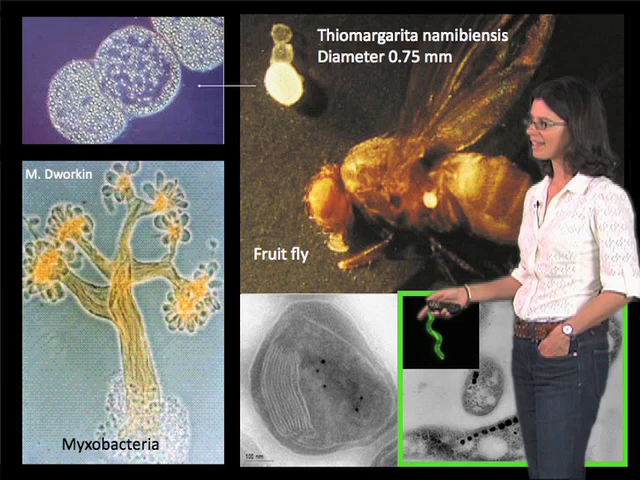 Thiomargarita namibiensis
Diameter 0.75 mm
M. Dworkin
Fruit fly
Myxobacteria
100 nm